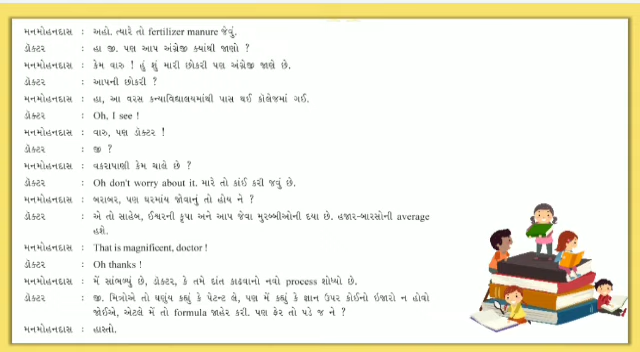 મનમોહનદાસ : અહો. ત્યારે તો fertilizer manure જેવું.
ડૉક્ટર : હા જી. પણ આપ અંગ્રેજી ક્યાંથી જાણો ?
મનમોહનદાસ : કેમ વારુ ! હું શું મારી છોકરી પણ અંગ્રેજી જાણે છે.
ડૉક્ટર : આપની છોકરી ?
મનમોહનદાસ : હા, આ વરસ કન્યાવિદ્યાલયમાંથી પાસ થઈ કૉલેજમાં ગઈ.
ડૉક્ટર : Oh, I see !
મનમોહનદાસ : વારુ, પણ ડૉક્ટર !
ડૉક્ટર : જી ?
મનમોહનદાસ : વકરાપાણી કેમ ચાલે છે ?
ડૉક્ટર : Oh don't worry about it. મારે તો કાંઈ કરી જવું છે.
મનમોહનદાસ : બરાબર, પણ ઘરમાંય જોવાનું તો હોય ને ?
ડૉક્ટર : એ તો સાહેબ, ઈશ્વરની કૃપા અને આપ જેવા મુરબ્બીઓની દયા છે. હજાર-બારસોની average
હશે.
મનમોહનદાસ : That is magnificent, doctor !
ડૉક્ટર : Oh thanks !
મનમોહનદાસ : મેં સાંભળ્યું છે, ડૉક્ટર, કે તમે દાંત કાઢવાનો નવો process શોધ્યો છે.
ડૉક્ટર : જી. મિત્રોએ તો ઘણુંય કહ્યું કે પેટન્ટ લે, પણ મેં કહ્યું કે જ્ઞાન ઉપર કોઈનો ઇજારો ન હોવો
જોઈએ, એટલે મેં તો formula જાહેર કરી. પણ ફેર તો પડે જ ને ?
મનમોહનદાસ : હાસ્તો.